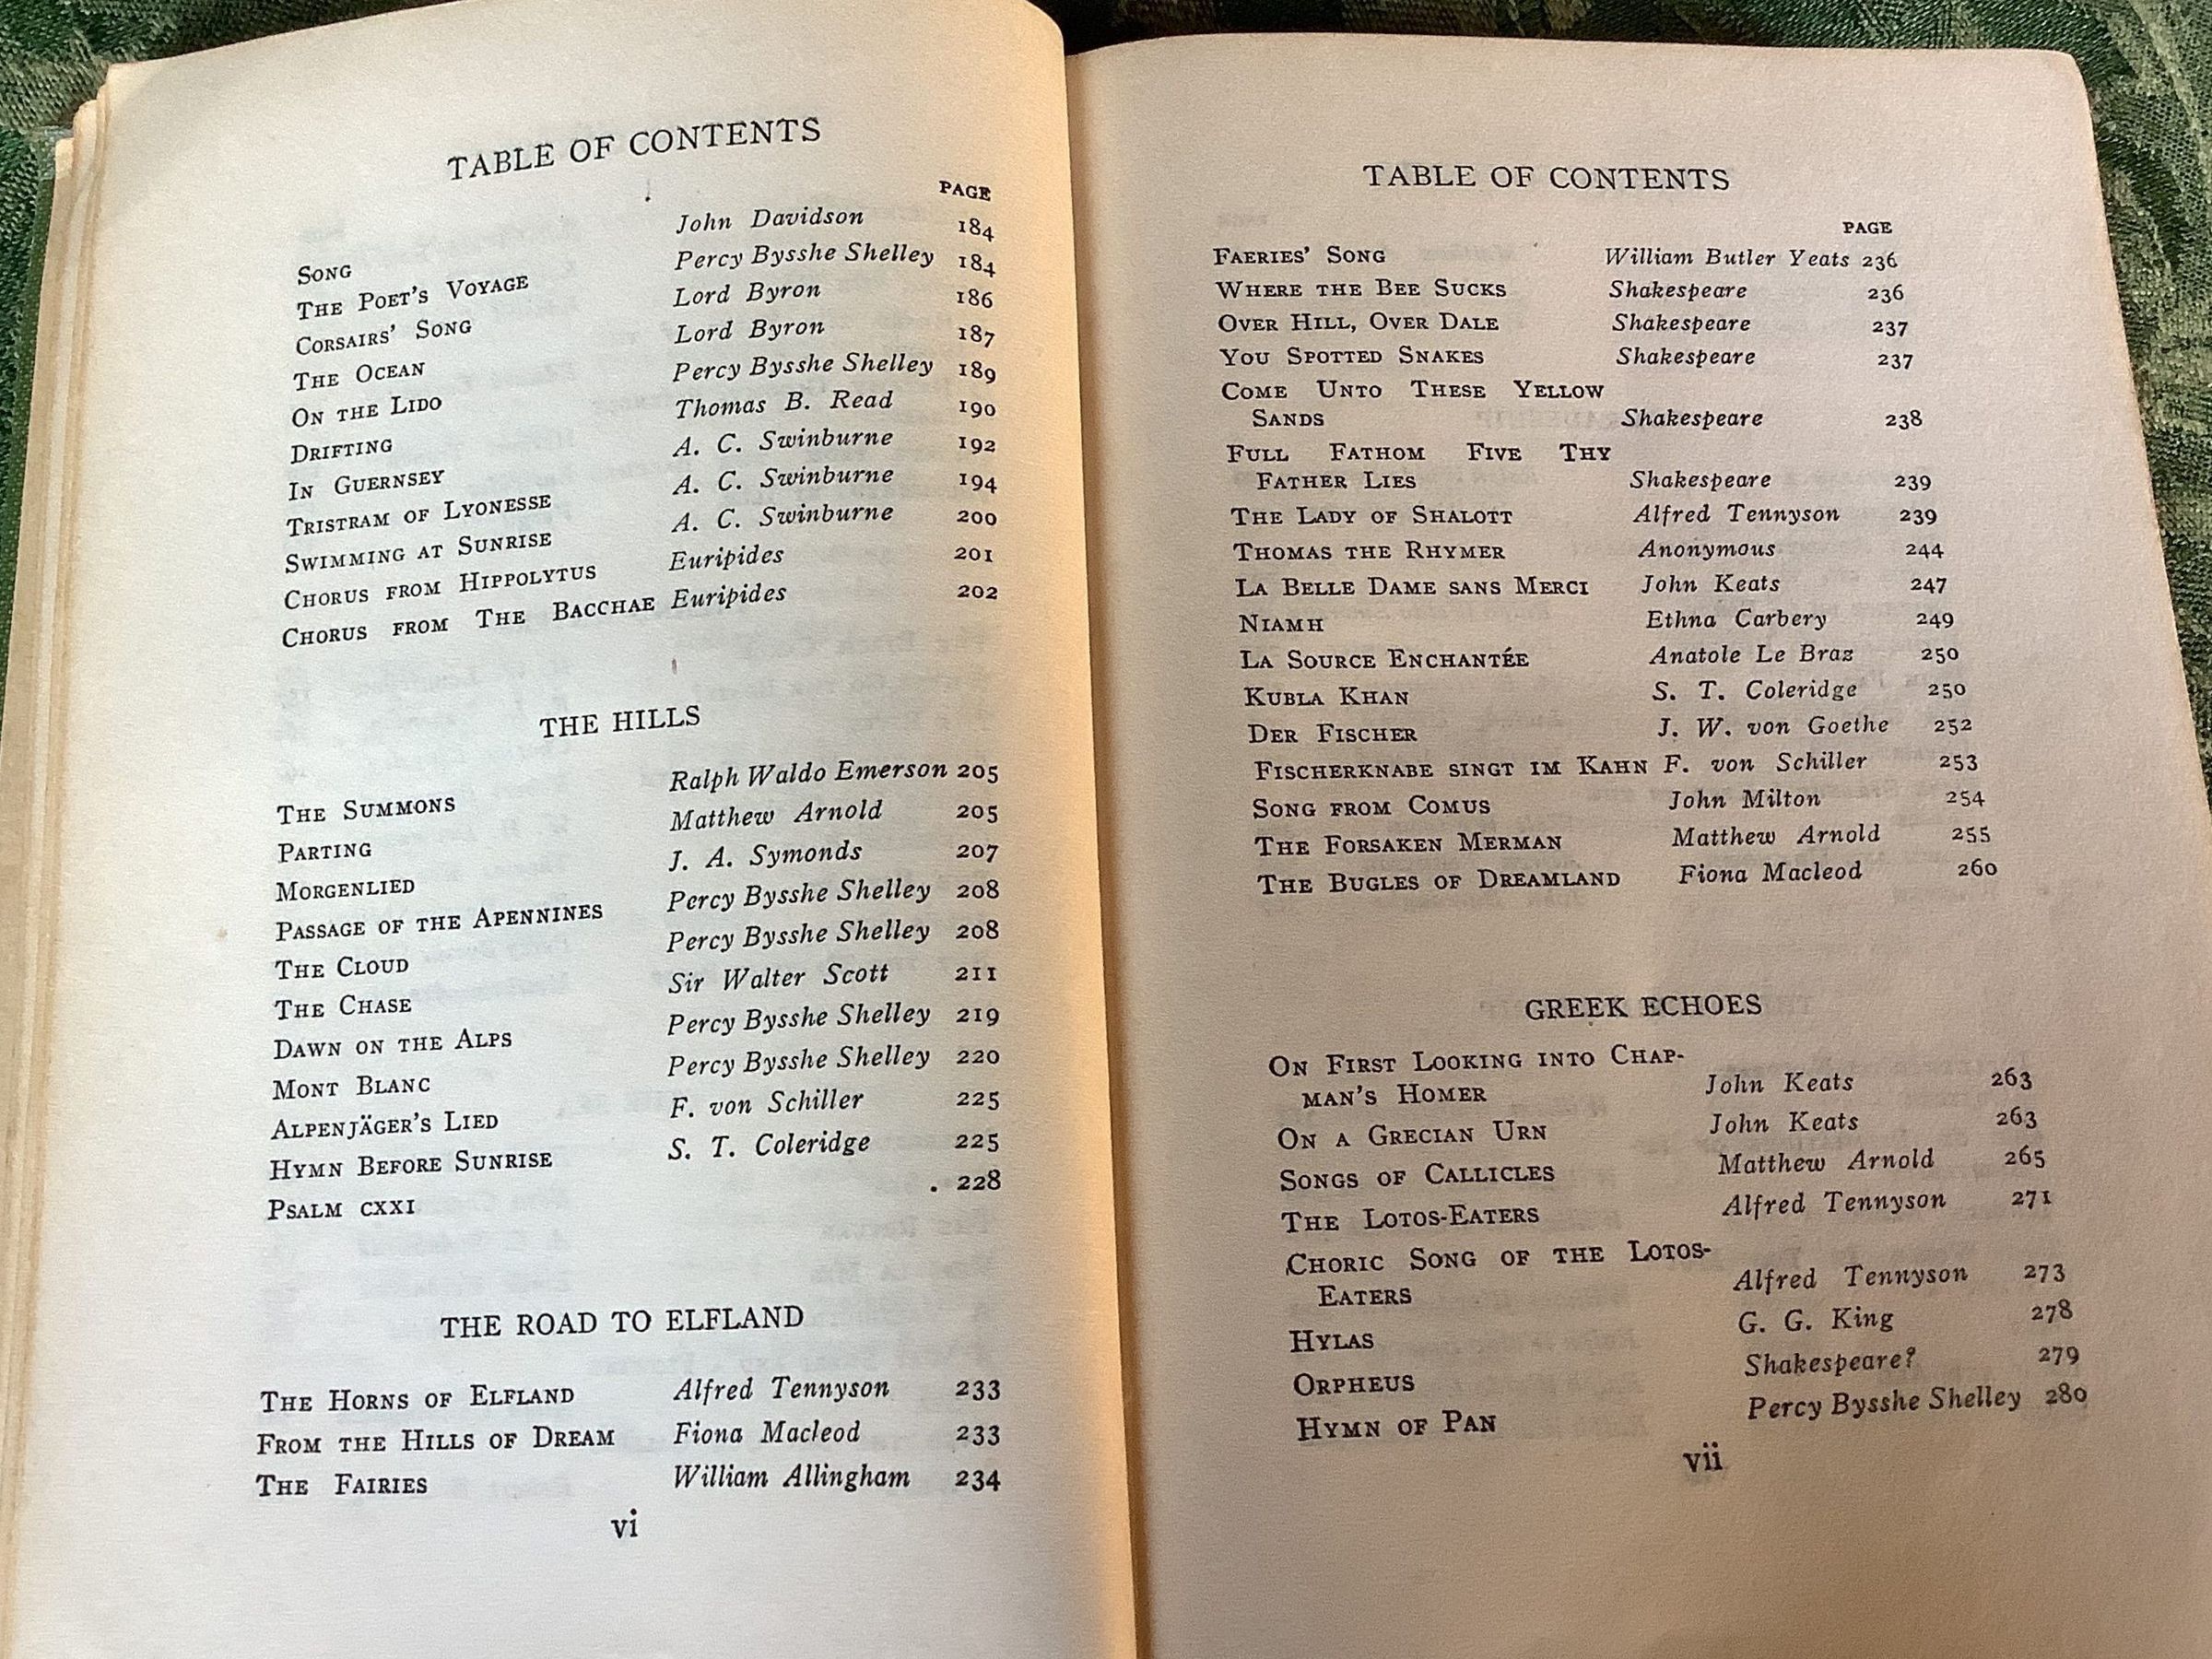 TABLE OF CONTENTS
PAGE
SONG John Davidson 184
THE POET'S VOYAGE Percy Bysshe Shelley 184
CORSAIRS' SONG Lord Byron 186
THE OCEAN Lord Byron 187
ON THE LIDO Percy Bysshe Shelley 189
DRIFTING Thomas B. Read 190
IN GUERNSEY A. C. Swinburne 192
TRISTRAM OF LYONESSE A. C. Swinburne 194
SWIMMING AT SUNRISE A. C. Swinburne 200
CHORUS FROM HIPPOLYTUS Euripides 201
CHORUS FROM THE BACCHAE Euripides 202
THE HILLS
THE SUMMONS Ralph Waldo Emerson 205
PARTING Matthew Arnold 205
MORGENLIED J. A. Symonds 207
PASSAGE OF THE APENNINES Percy Bysshe Shelley 208
THE CLOUD Percy Bysshe Shelley 208
THE CHASE Sir Walter Scott 211
DAWN ON THE ALPS Percy Bysshe Shelley 219
MONT BLANC Percy Bysshe Shelley 220
ALPENJÄGER'S LIED F. von Schiller 225
HYMN BEFORE SUNRISE S. T. Coleridge 225
PSALM CXXI . 228
THE ROAD TO ELFLAND
THE HORNS OF ELFLAND Alfred Tennyson 233
FROM THE HILLS OF DREAM Fiona Macleod 233
THE FAIRIES William Allingham 234
vi
TABLE OF CONTENTS
PAGE
FAERIES' SONG William Butler Yeats 236
WHERE THE BEE SUCKS Shakespeare 236
OVER HILL, OVER DALE Shakespeare 237
YOU SPOTTED SNAKES Shakespeare 237
COME UNTO THESE YELLOW
SANDS Shakespeare 238
FULL FATHOM FIVE THY
FATHER LIES Shakespeare 239
THE LADY OF SHALOTT Alfred Tennyson 239
THOMAS THE RHYMER Anonymous 244
LA BELLE DAME SANS MERCI John Keats 247
NIAMH Ethna Carbery 249
LA SOURCE ENCHANTÉE Anatole Le Braz 250
KUBLA KHAN S. T. Coleridge 250
DER FISCHER J. W. von Goethe 252
FISCHERKNABE SINGT IM KAHN F. von Schiller 253
SONG FROM COMUS John Milton 254
THE FORSAKEN MERMAN Matthew Arnold 255
THE BUGLES OF DREAMLAND Fiona Macleod 260
GREEK ECHOES
ON FIRST LOOKING INTO CHAP-
MAN'S HOMER John Keats 263
ON A GRECIAN URN John Keats 263
SONGS OF CALLICLES Matthew Arnold 265
THE LOTOS-EATERS Alfred Tennyson 271
CHORIC SONG OF THE LOTOS-
EATERS Alfred Tennyson 273
HYLAS G. G. King 278
ORPHEUS Shakespeare? 279
HYMN OF PAN Percy Bysshe Shelley 280
vii